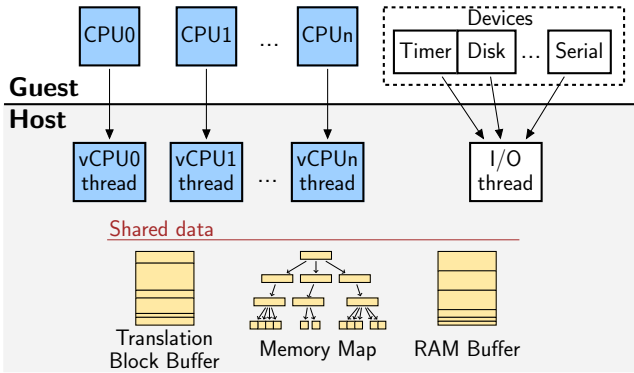 Devices
CPU0 CPU1 ... CPUn Timer Disk ... Serial
Guest
Host
vCPU0 thread vCPU1 thread ... vCPUn thread I/O thread
Shared data
Translation Block Buffer Memory Map RAM Buffer